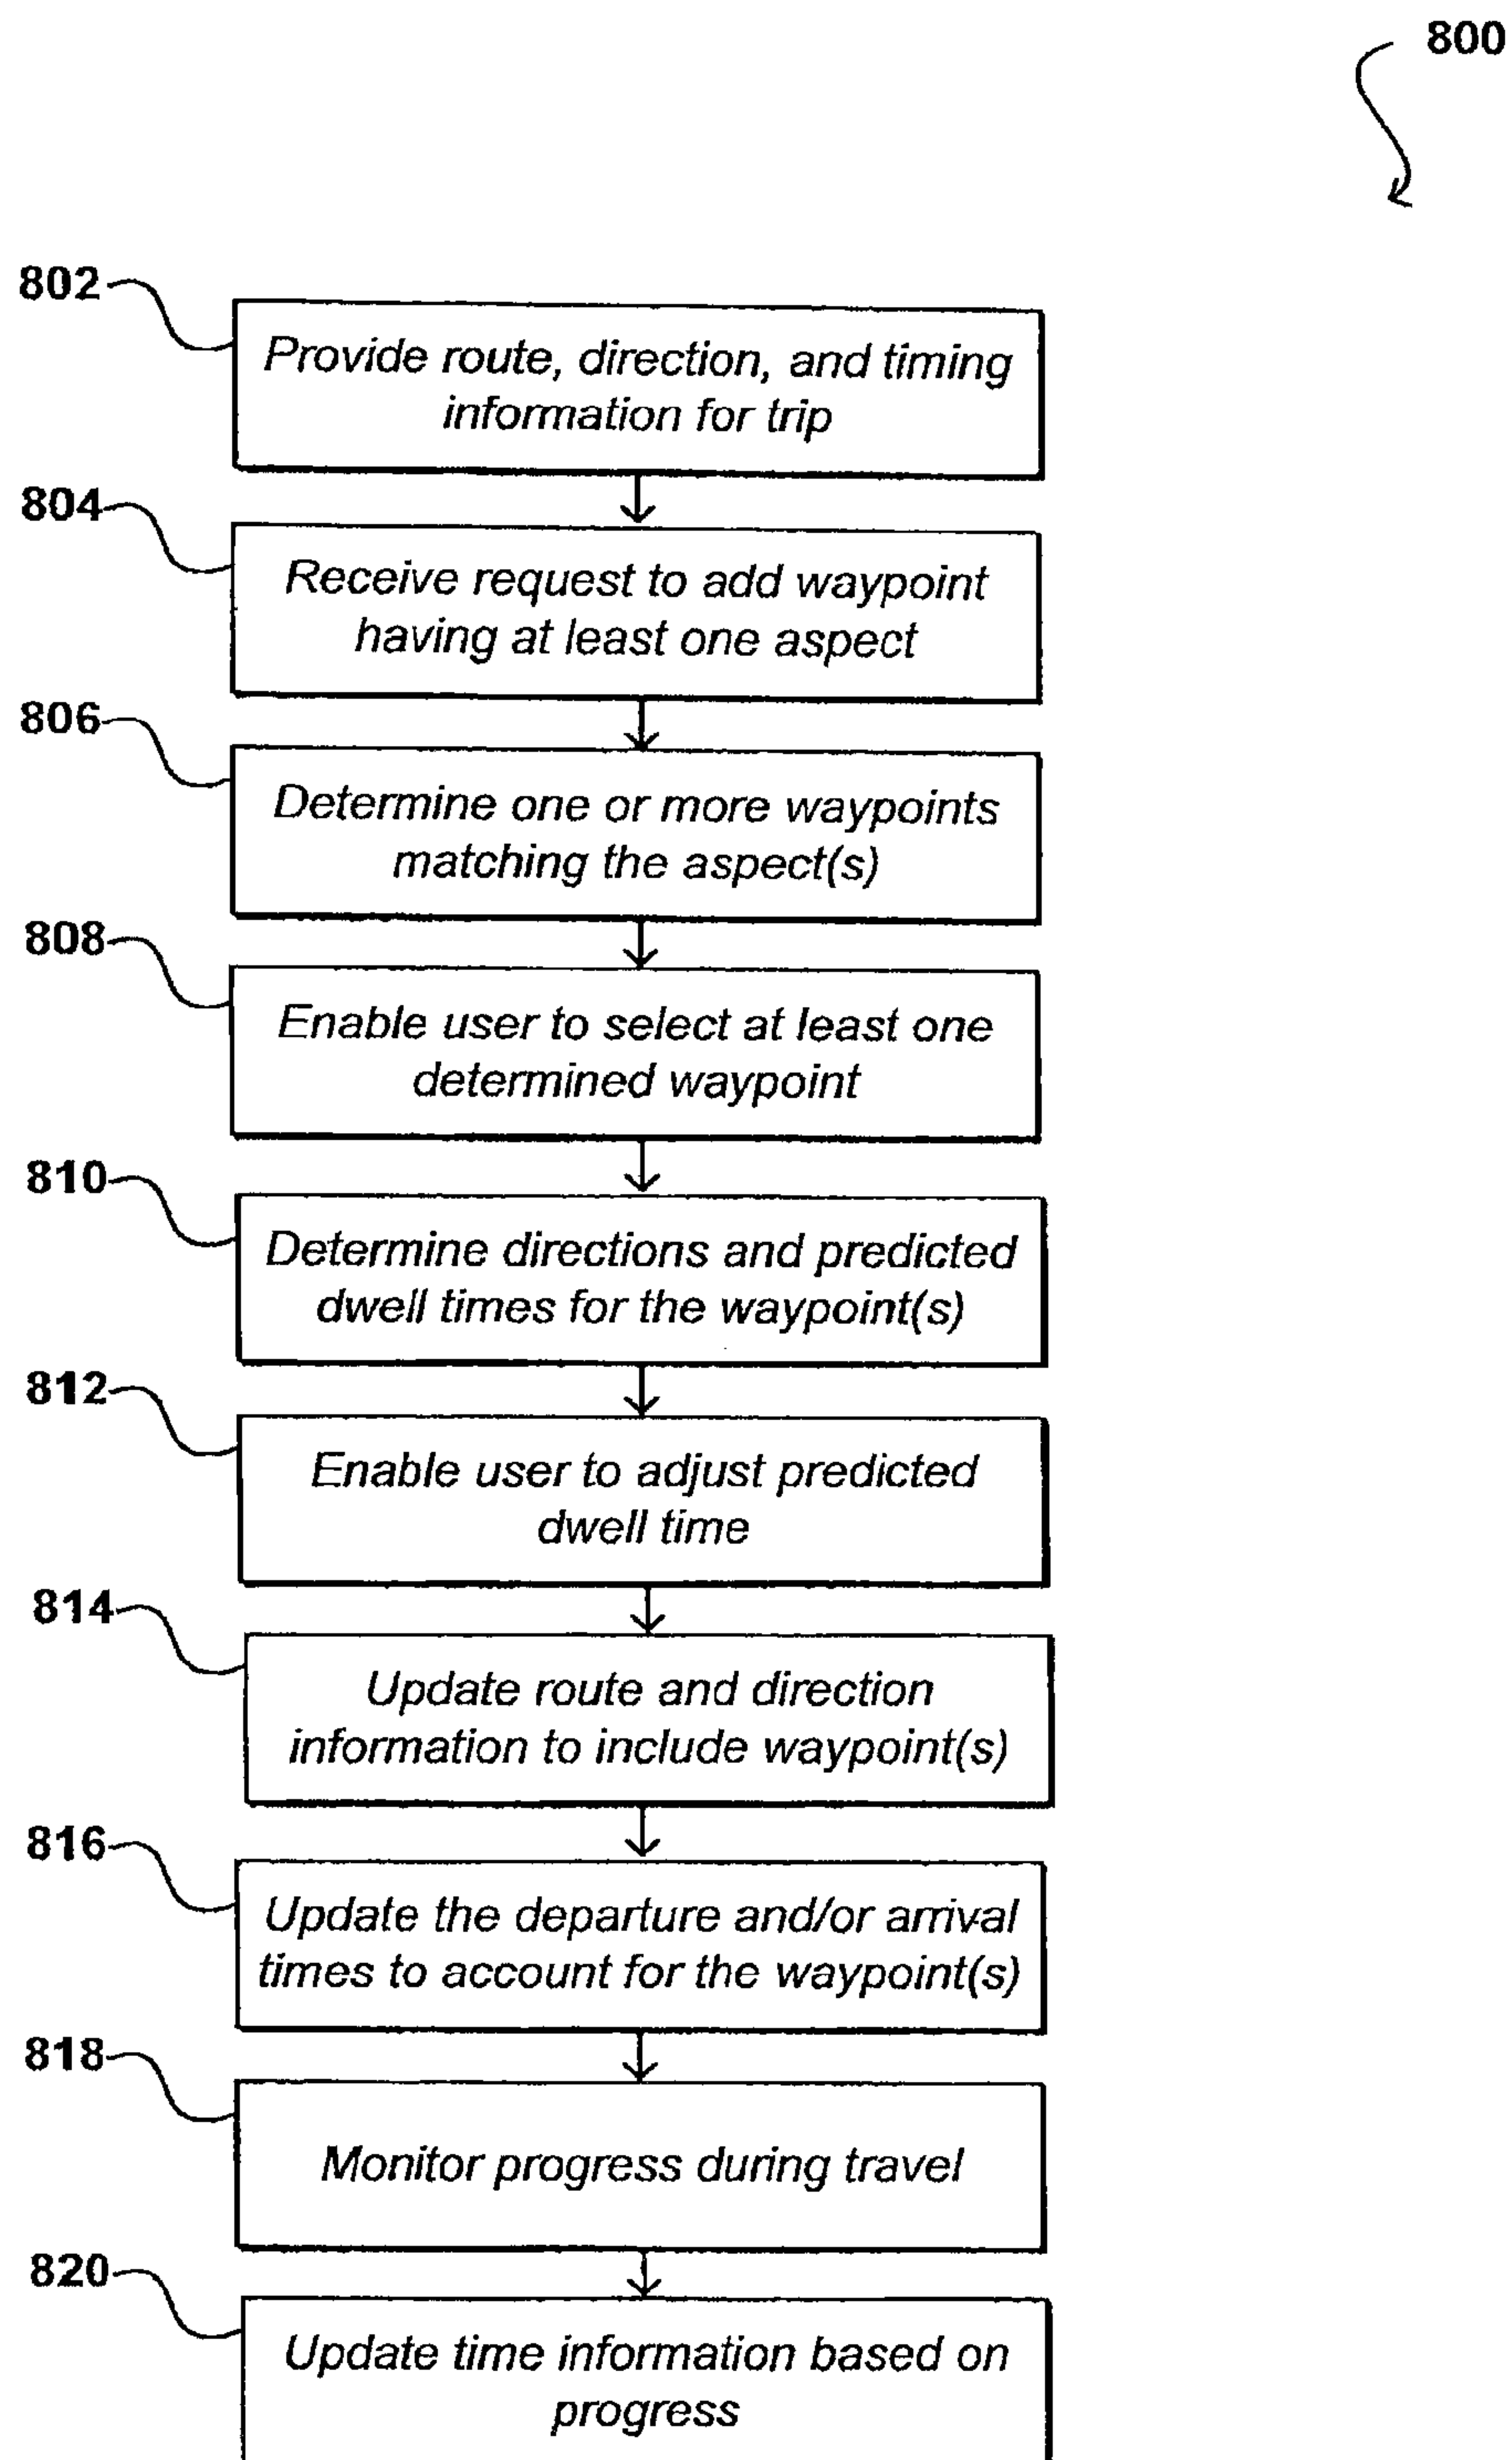 800
802
Provide route, direction, and timing
information for trip
804
Receive request to add waypoint
having at least one aspect
806
Determine one or more waypoints
matching the aspect(s)
808
Enable user to select at least one
determined waypoint
810
Determine directions and predicted
dwell times for the waypoint(s)
812
Enable user to adjust predicted
dwell time
814
Update route and direction
information to include waypoint(s)
816
Update the departure and/or arrival
times to account for the waypoint(s)
818
Monitor progress during travel
820
Update time information based on
progress